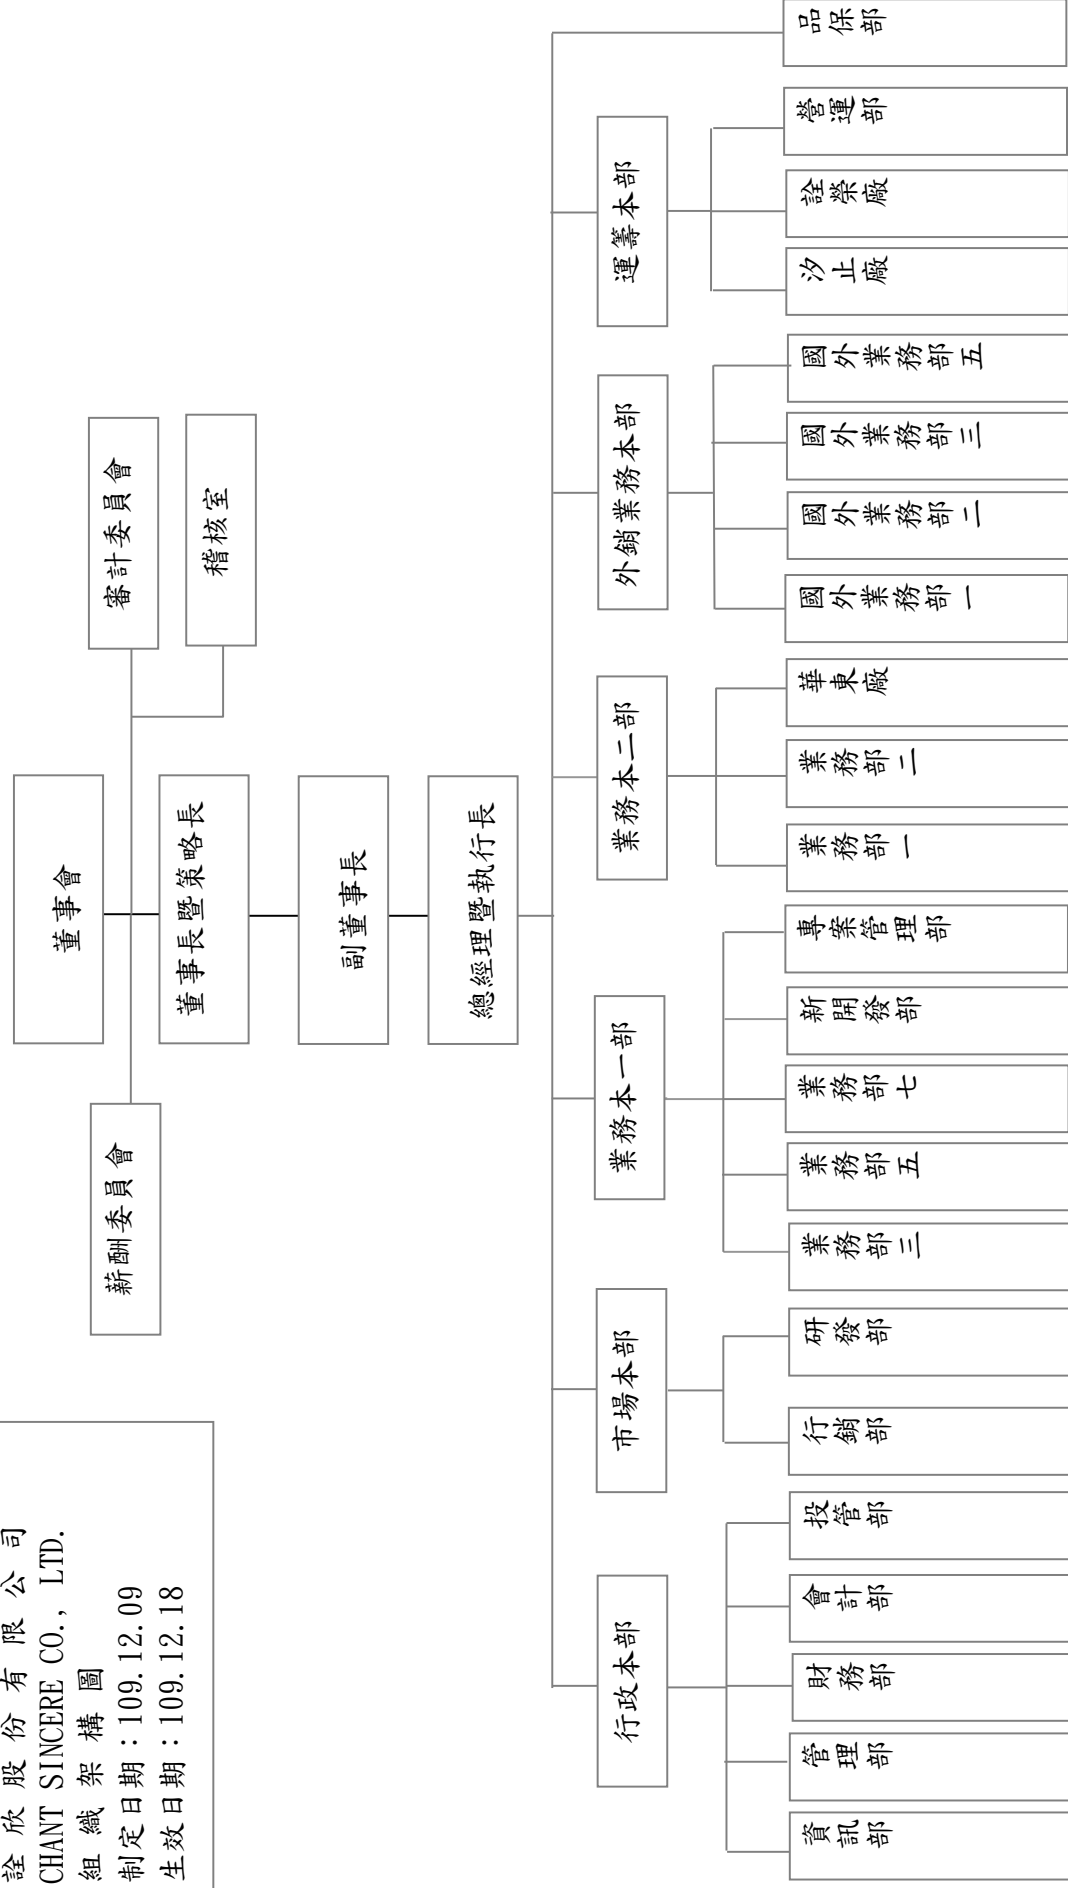 詮欣股份有限公司
CHANT SINCERE CO., LTD.
組織架構圖
制定日期：109.12.09
生效日期：109.12.18
董事會
薪酬委員會
審計委員會
稽核室
董事長暨策略長
副董事長
總經理暨執行長
行政本部
市場本部
業務本一部
業務本二部
外銷業務本部
運籌本部
資訊部
管理部
財務部
會計部
投管部
行銷部
研發部
業務部三
業務部五
業務部七
新開發部
專案管理部
業務部一
業務部二
華東廠
國外業務部一
國外業務部二
國外業務部三
國外業務部五
汐止廠
詮榮廠
營運部
品保部